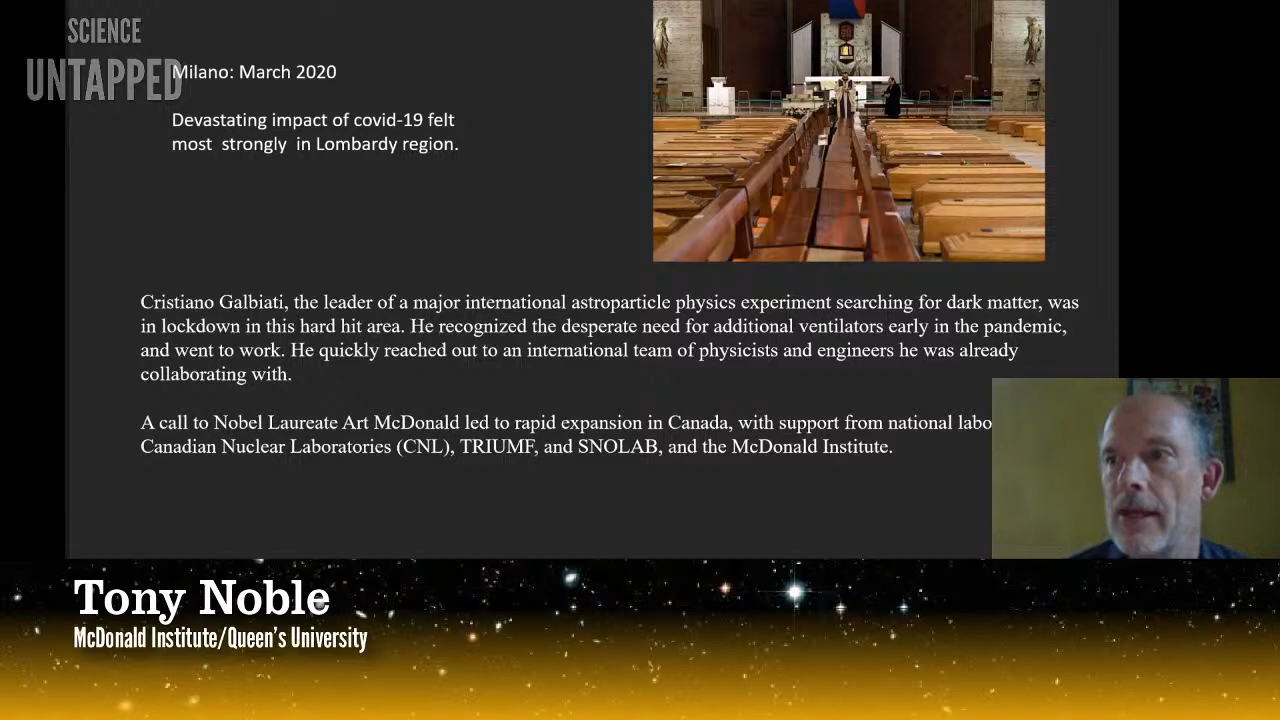 SCIENCE
UNTAPPED
Milano: March 2020
Devastating impact of covid-19 felt
most strongly in Lombardy region.
Cristiano Galbiati, the leader of a major international astroparticle physics experiment searching for dark matter, was
in lockdown in this hard hit area. He recognized the desperate need for additional ventilators early in the pandemic,
and went to work. He quickly reached out to an international team of physicists and engineers he was already
collaborating with.
A call to Nobel Laureate Art McDonald led to rapid expansion in Canada, with support from national labo
Canadian Nuclear Laboratories (CNL), TRIUMF, and SNOLAB, and the McDonald Institute.
Tony Noble
McDonald Institute/Queen's University